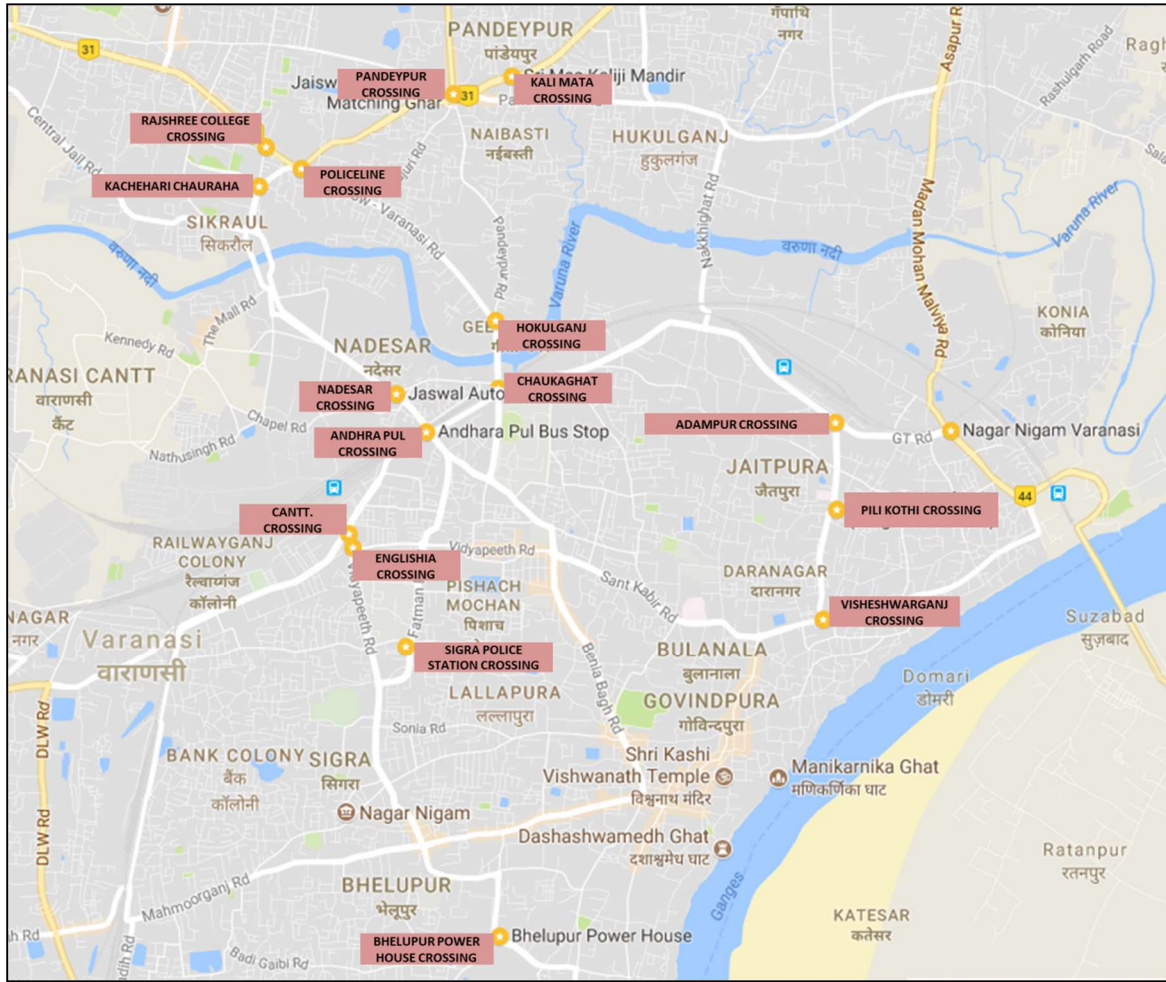 31
PANDEYPUR
पांडेयपुर
गँपाथि
नगर
Asapur R
Ragh
Rashulgarh Road
Jaisw
PANDEYPUR
CROSSING
Matching Ghar
31
Sri Maa Kaliji Mandir
KALI MATA
CROSSING
Central Jail Rd
RAJSHREE COLLEGE
CROSSING
NAIBASTI
नईबस्ती
HUKULGANJ
हुकुलगंज
POLICELINE
CROSSING
KACHEHARI CHAURAHA
SIKRAUL
सिकरौल
ow - Varanasi Rd
Pandeypur Rd
Nakkhighat Rd
Madan Mohan Malviya Rd
Varuna River
वरुणा नदी
वरुणा नदी
Varuna River
The Mall Rd
Kennedy Rd
KONIA
कोनिया
HOKULGANJ
CROSSING
NADESAR
नदेसर
RANASI CANTT
वाराणसी
कैंट
NADESAR
CROSSING
Jaswal Auto
CHAUKAGHAT
CROSSING
Chapel Rd
ANDHRA PUL
CROSSING
Andhara Pul Bus Stop
Nathusingh Rd
ADAMPUR CROSSING
GT Rd
Nagar Nigam Varanasi
JAITPURA
जैतपुरा
44
CANTT.
CROSSING
PILI KOTHI CROSSING
RAILWAYGANJ
COLONY
रैल्वाय्गंज
कॉलोनी
ENGLISHIA
CROSSING
Vidyapeeth Rd
Vidyapeeth Rd
Fatman
PISHACH
MOCHAN
पिशाच
Sant Kabir Rd
DARANAGAR
दारानगर
VISHESHWARGANJ
CROSSING
NAGAR
नगर
Varanasi
वाराणसी
SIGRA POLICE
STATION CROSSING
Suzabad
सुज़बाद
LALLAPURA
लल्लापुरा
Benia Bagh Rd
BULANALA
बुलानाला
GOVINDPURA
गोविन्दपुरा
Domari
डोमरी
DLW Rd
Sonia Rd
BANK COLONY
बैंक
कॉलोनी
SIGRA
सिगरा
Shri Kashi
Vishwanath Temple
विश्वनाथ मंदिर
Manikarnika Ghat
मणिकर्णिका घाट
Nagar Nigam
DLW Rd
Dashashwamedh Ghat
दशाश्वमेध घाट
Ratanpur
रतनपुर
Mahmoorganj Rd
BHELUPUR
भेलूपुर
Ganges
KATESAR
कतेसर
BHELUPUR POWER
HOUSE CROSSING
Bhelupur Power House
Badi Gaibi Rd